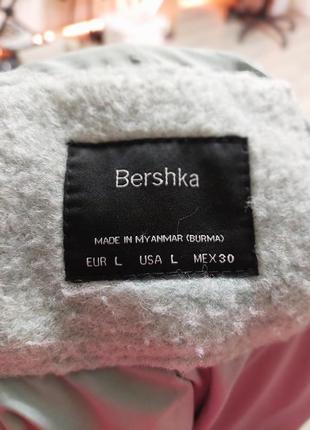 Bershka
MADE IN MYANMAR (BURMA)
EUR L USA L MEX 30